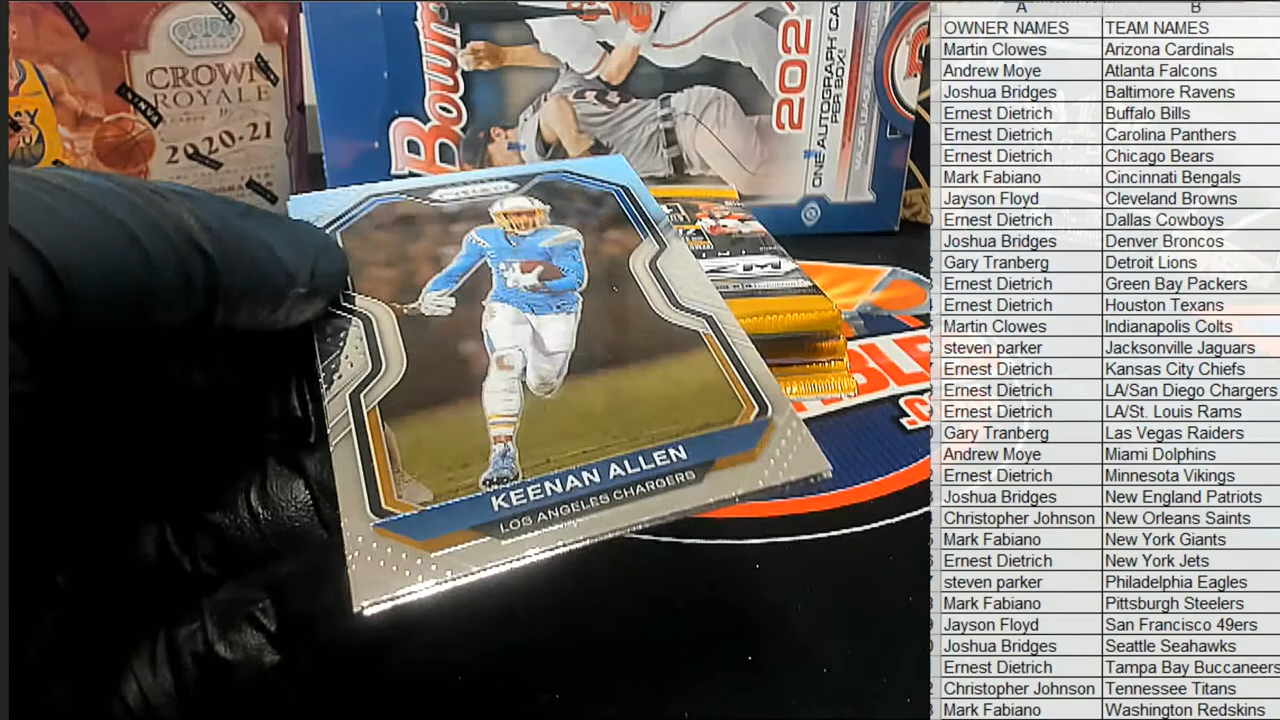 CROWN
ROYALE
2020-21
PANINI
Bowm
202
ONE AUTOGRAPH CA
PER BOX!
MAJOR LEAGUE BASEBALL
PRIZM
KEENAN ALLEN
LOS ANGELES CHARGERS
A B
OWNER NAMES TEAM NAMES
Martin Clowes Arizona Cardinals
Andrew Moye Atlanta Falcons
Joshua Bridges Baltimore Ravens
Ernest Dietrich Buffalo Bills
Ernest Dietrich Carolina Panthers
Ernest Dietrich Chicago Bears
Mark Fabiano Cincinnati Bengals
Jayson Floyd Cleveland Browns
Ernest Dietrich Dallas Cowboys
Joshua Bridges Denver Broncos
Gary Tranberg Detroit Lions
Ernest Dietrich Green Bay Packers
Ernest Dietrich Houston Texans
Martin Clowes Indianapolis Colts
steven parker Jacksonville Jaguars
Ernest Dietrich Kansas City Chiefs
Ernest Dietrich LA/San Diego Chargers
Ernest Dietrich LA/St. Louis Rams
Gary Tranberg Las Vegas Raiders
Andrew Moye Miami Dolphins
Ernest Dietrich Minnesota Vikings
Joshua Bridges New England Patriots
Christopher Johnson New Orleans Saints
Mark Fabiano New York Giants
Ernest Dietrich New York Jets
steven parker Philadelphia Eagles
Mark Fabiano Pittsburgh Steelers
Jayson Floyd San Francisco 49ers
Joshua Bridges Seattle Seahawks
Ernest Dietrich Tampa Bay Buccaneers
Christopher Johnson Tennessee Titans
Mark Fabiano Washington Redskins